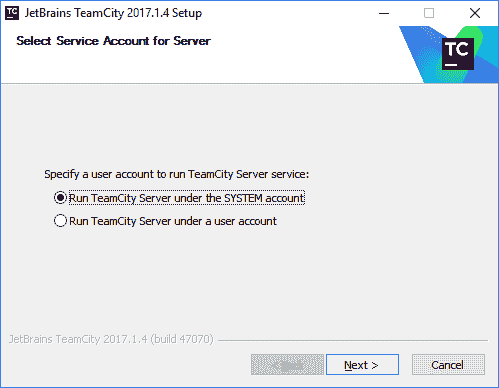 TC JetBrains TeamCity 2017.1.4 Setup
Select Service Account for Server
TC
Specify a user account to run TeamCity Server service:
Run TeamCity Server under the SYSTEM account
Run TeamCity Server under a user account
JetBrains TeamCity 2017.1.4 (build 47070)
Next > Cancel